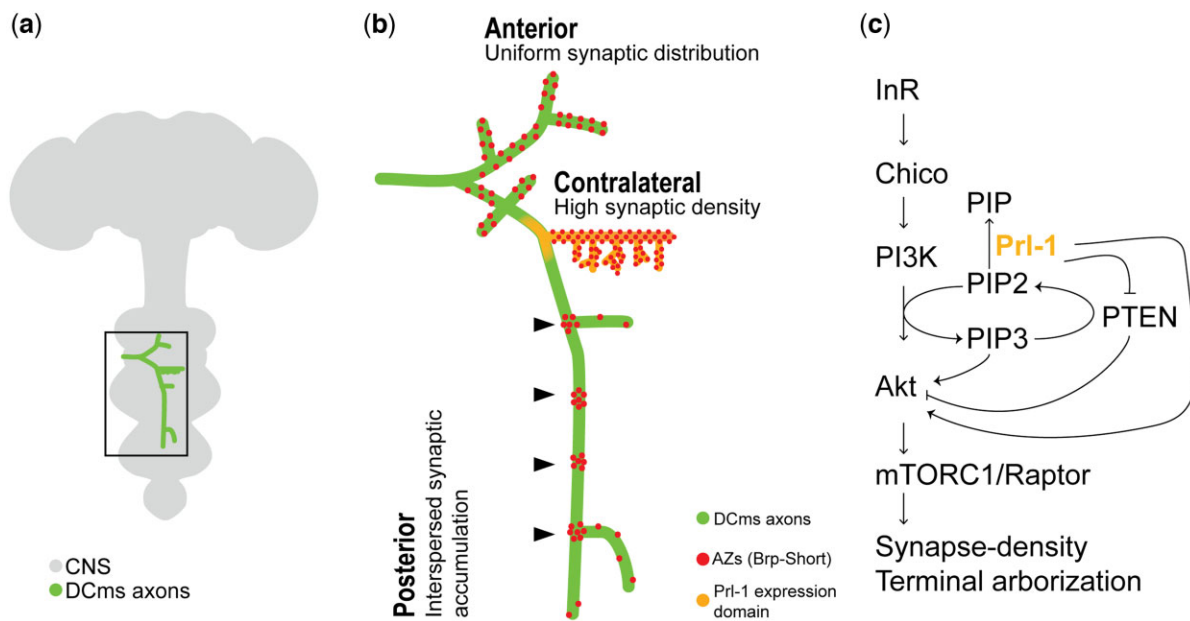 (a)
CNS
DCms axons
(b)
Anterior
Uniform synaptic distribution
Contralateral
High synaptic density
Posterior
Interspersed synaptic
accumulation
DCms axons
AZs (Brp-Short)
Prl-1 expression
domain
(c)
InR
Chico
PIP
Prl-1
PI3K
PIP2
PTEN
PIP3
Akt
mTORC1/Raptor
Synapse-density
Terminal arborization